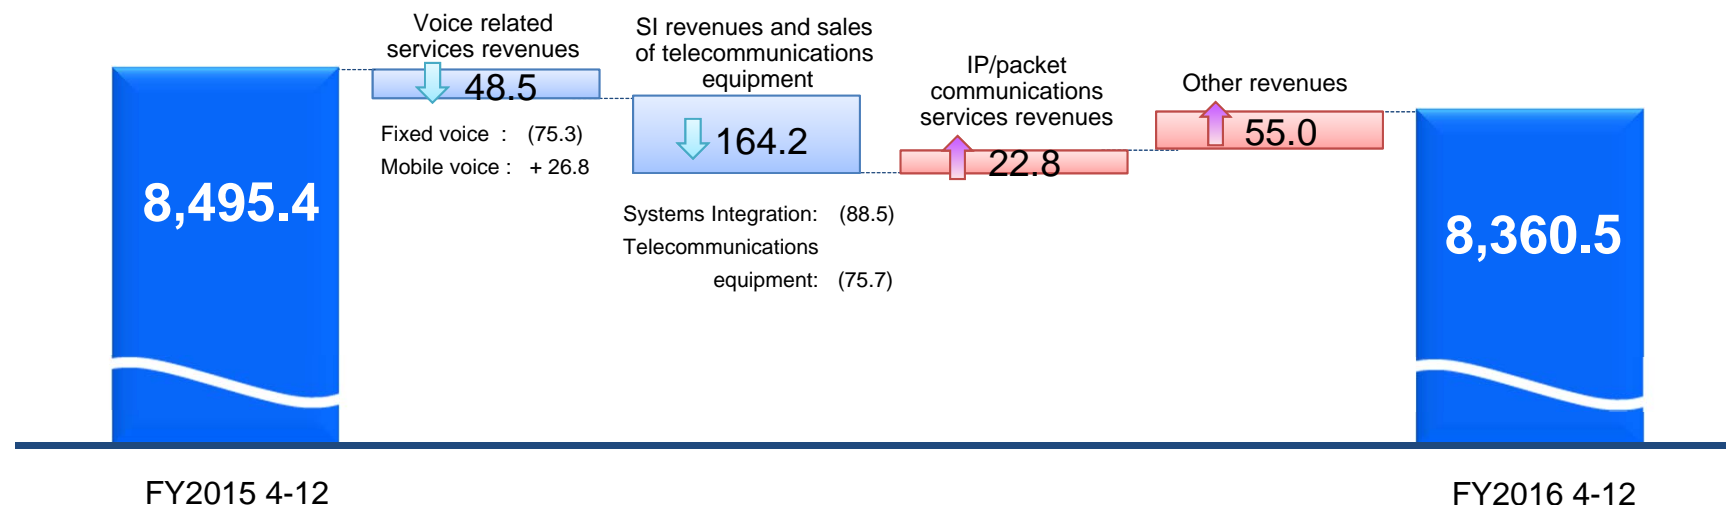 Voice related
services revenues
48.5
Fixed voice : (75.3)
Mobile voice : + 26.8
SI revenues and sales
of telecommunications
equipment
164.2
Systems Integration: (88.5)
Telecommunications
equipment: (75.7)
IP/packet
communications
services revenues
22.8
Other revenues
55.0
8,495.4
8,360.5
FY2015 4-12
FY2016 4-12